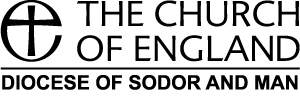 THE CHURCH
OF ENGLAND
DIOCESE OF SODOR AND MAN